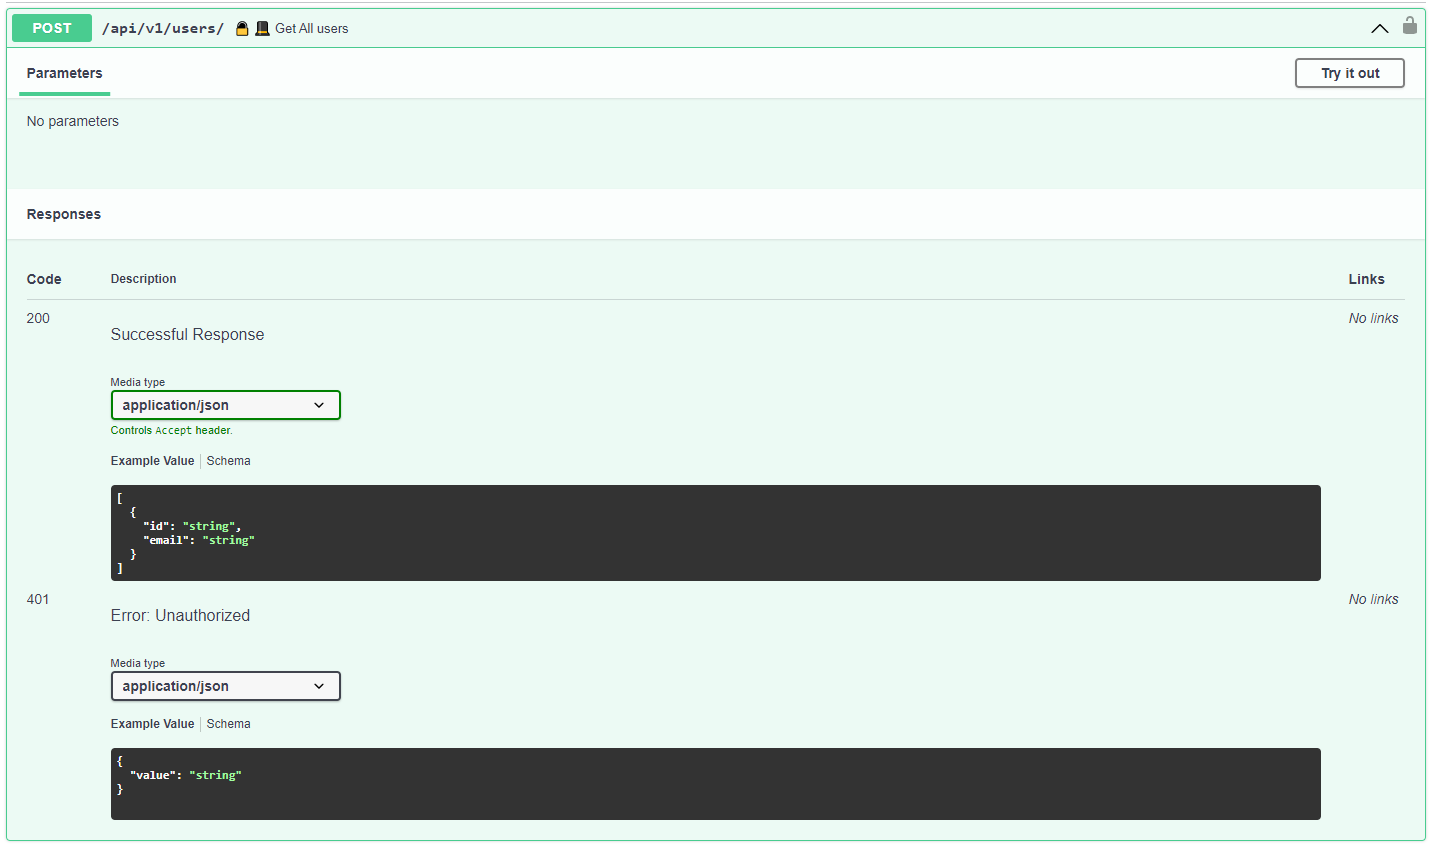 POST /api/v1/users/ 🔒 🎩 Get All users
Parameters Try it out
No parameters
Responses
Code Description Links
200 Successful Response No links
Media type
application/json
Controls Accept header.
Example Value Schema
[
  {
    "id": "string",
    "email": "string"
  }
]
401 Error: Unauthorized No links
Media type
application/json
Example Value Schema
{
  "value": "string"
}